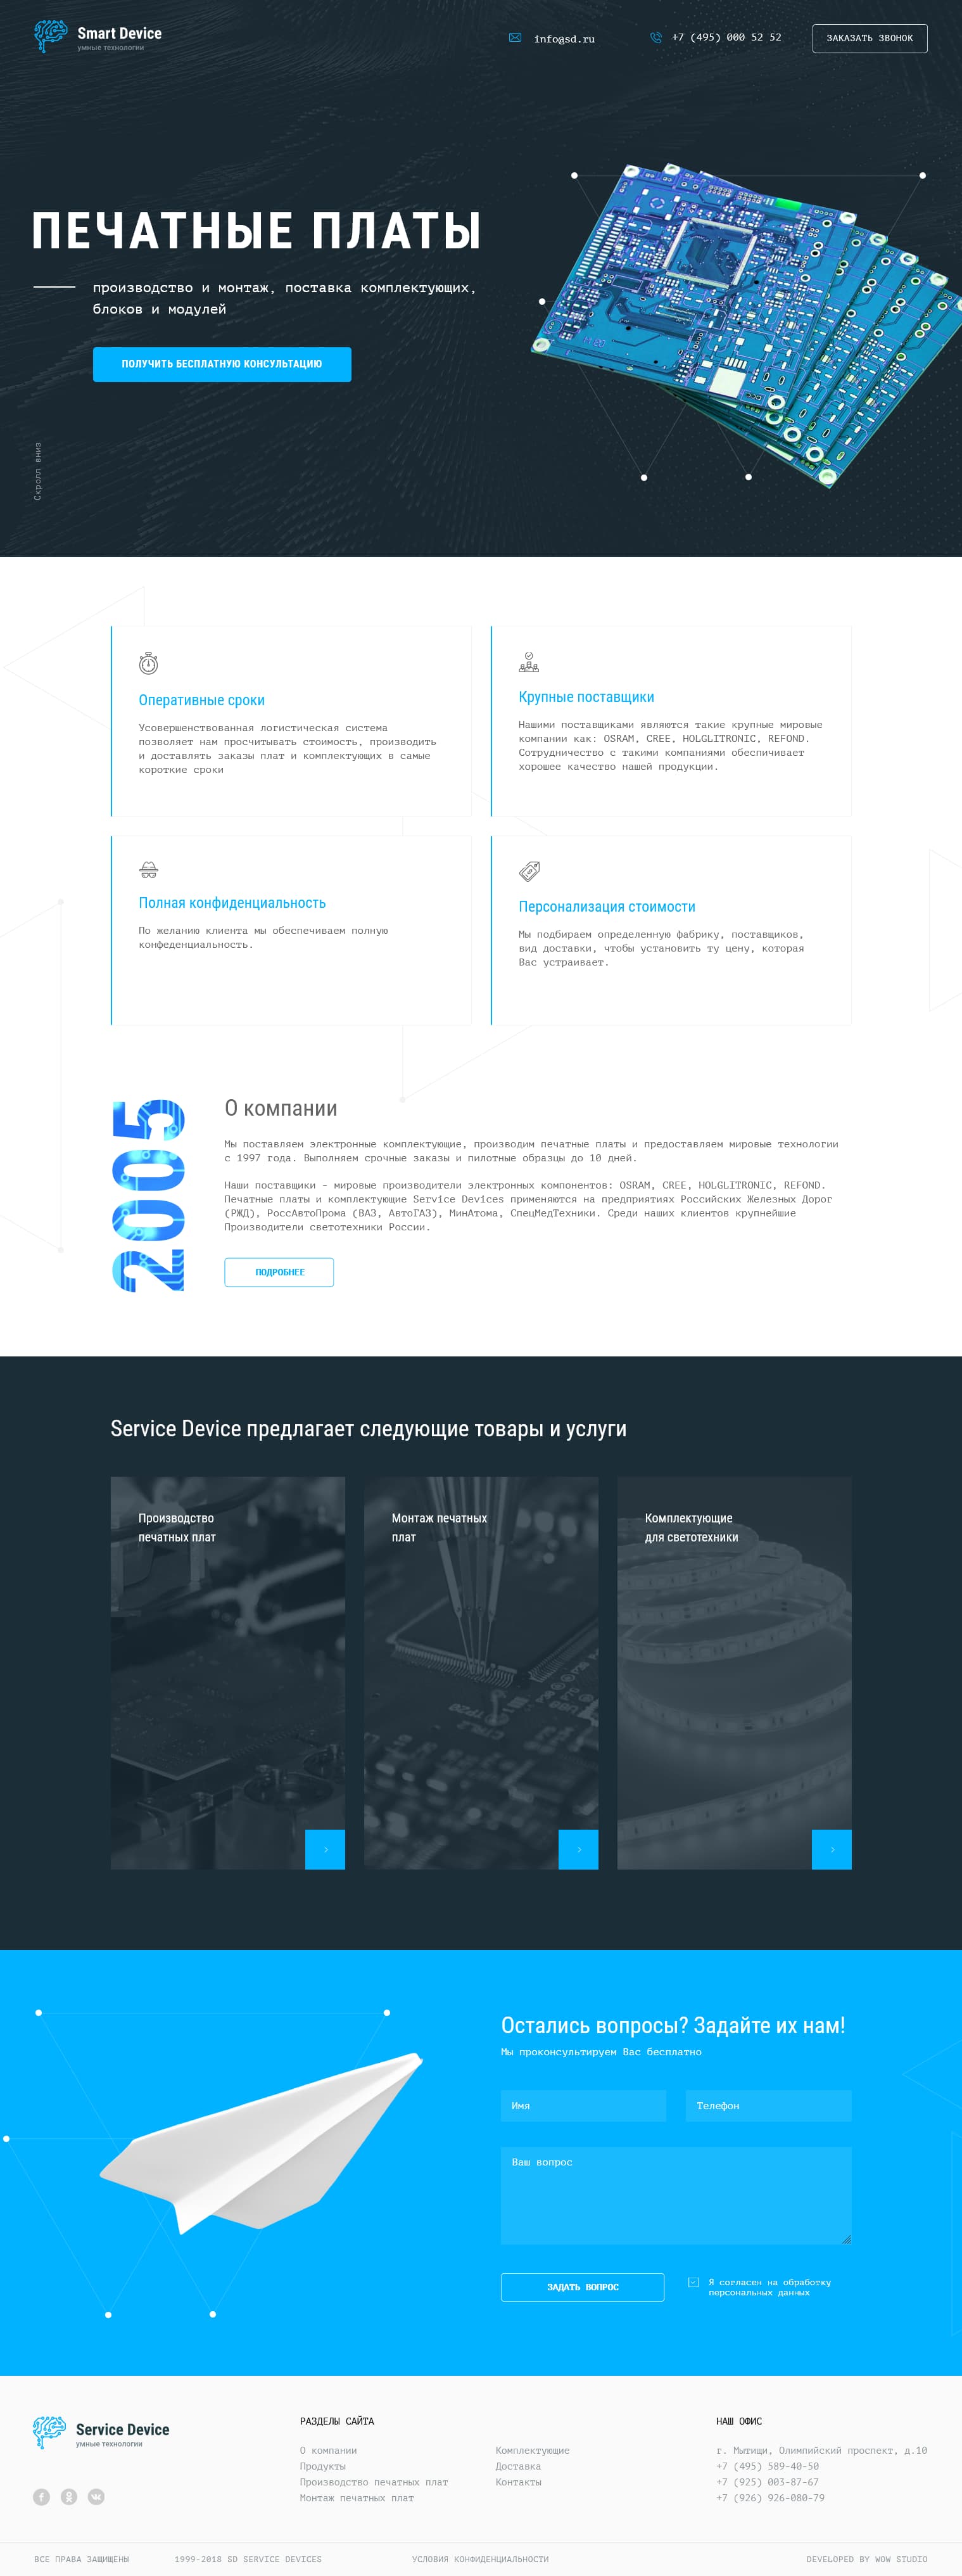 Smart Device
умные технологии
info@sd.ru
+7 (495) 000 52 52
ЗАКАЗАТЬ ЗВОНОК
ПЕЧАТНЫЕ ПЛАТЫ
производство и монтаж, поставка комплектующих,
блоков и модулей
ПОЛУЧИТЬ БЕСПЛАТНУЮ КОНСУЛЬТАЦИЮ
Скролл вниз
Оперативные сроки
Усовершенствованная логистическая система
позволяет нам просчитывать стоимость, производить
и доставлять заказы плат и комплектующих в самые
короткие сроки
Крупные поставщики
Нашими поставщиками являются такие крупные мировые
компании как: OSRAM, CREE, HOLGLITRONIC, REFOND.
Сотрудничество с такими компаниями обеспичивает
хорошее качество нашей продукции.
Полная конфиденциальность
По желанию клиента мы обеспечиваем полную
конфеденциальность.
Персонализация стоимости
Мы подбираем определенную фабрику, поставщиков,
вид доставки, чтобы установить ту цену, которая
Вас устраивает.
2005
О компании
Мы поставляем электронные комплектующие, производим печатные платы и предоставляем мировые технологии
с 1997 года. Выполняем срочные заказы и пилотные образцы до 10 дней.
Наши поставщики - мировые производители электронных компонентов: OSRAM, CREE, HOLGLITRONIC, REFOND.
Печатные платы и комплектующие Service Devices применяются на предприятиях Российских Железных Дорог
(РЖД), РоссАвтоПрома (ВАЗ, АвтоГАЗ), МинАтома, СпецМедТехники. Среди наших клиентов крупнейшие
Производители светотехники России.
ПОДРОБНЕЕ
Service Device предлагает следующие товары и услуги
Производство
печатных плат
Монтаж печатных
плат
Комплектующие
для светотехники
Остались вопросы? Задайте их нам!
Мы проконсультируем Вас бесплатно
Имя
Телефон
Ваш вопрос
ЗАДАТЬ ВОПРОС
Я согласен на обработку
персональных данных
Service Device
умные технологии
РАЗДЕЛЫ САЙТА
О компании
Продукты
Производство печатных плат
Монтаж печатных плат
Комплектующие
Доставка
Контакты
НАШ ОФИС
г. Мытищи, Олимпийский проспект, д.10
+7 (495) 589-40-50
+7 (925) 003-87-67
+7 (926) 926-080-79
ВСЕ ПРАВА ЗАЩИЩЕНЫ
1999-2018 SD SERVICE DEVICES
УСЛОВИЯ КОНФИДЕНЦИАЛЬНОСТИ
DEVELOPED BY WOW STUDIO